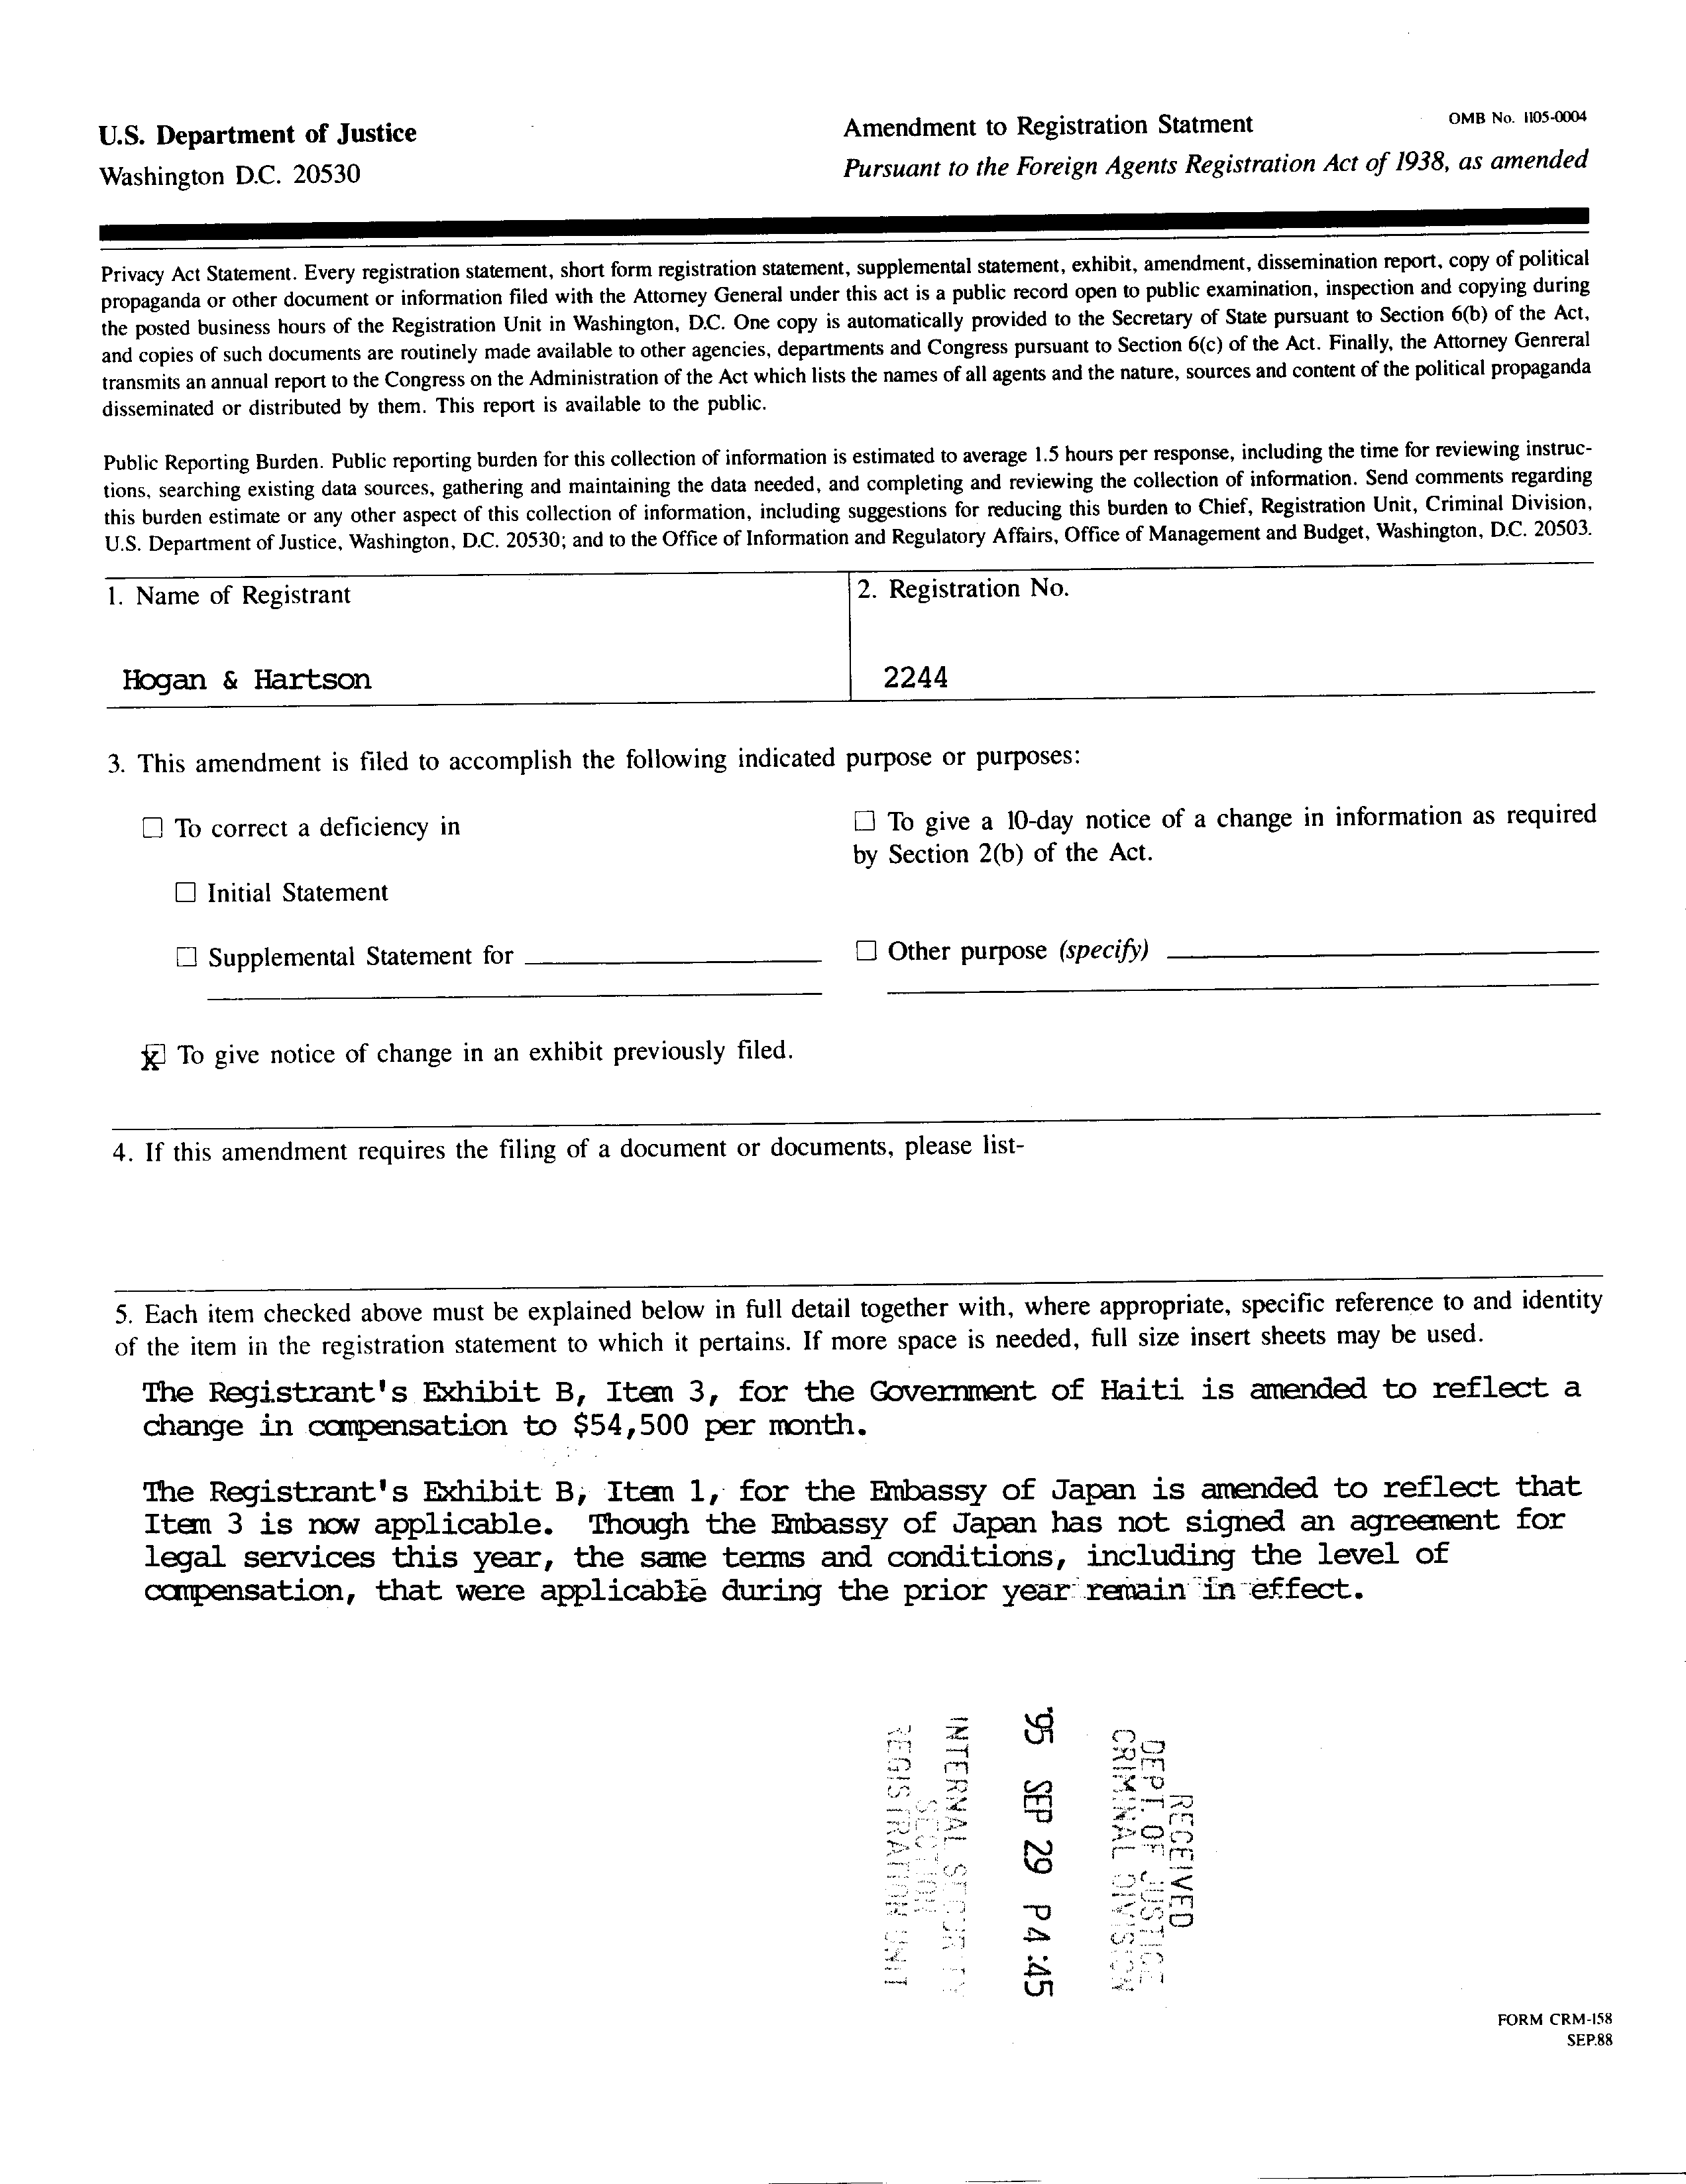 U.S. Department of Justice
Washington D.C. 20530
Amendment to Registration Statment
OMB No. 1105-0004
Pursuant to the Foreign Agents Registration Act of 1938, as amended
Privacy Act Statement. Every registration statement, short form registration statement, supplemental statement, exhibit, amendment, dissemination report, copy of political
propaganda or other document or information filed with the Attorney General under this act is a public record open to public examination, inspection and copying during
the posted business hours of the Registration Unit in Washington, D.C. One copy is automatically provided to the Secretary of State pursuant to Section 6(b) of the Act,
and copies of such documents are routinely made available to other agencies, departments and Congress pursuant to Section 6(c) of the Act. Finally, the Attorney Genreral
transmits an annual report to the Congress on the Administration of the Act which lists the names of all agents and the nature, sources and content of the political propaganda
disseminated or distributed by them. This report is available to the public.
Public Reporting Burden. Public reporting burden for this collection of information is estimated to average 1.5 hours per response, including the time for reviewing instruc-
tions, searching existing data sources, gathering and maintaining the data needed, and completing and reviewing the collection of information. Send comments regarding
this burden estimate or any other aspect of this collection of information, including suggestions for reducing this burden to Chief, Registration Unit, Criminal Division,
U.S. Department of Justice, Washington, D.C. 20530; and to the Office of Information and Regulatory Affairs, Office of Management and Budget, Washington, D.C. 20503.
1. Name of Registrant
Hogan & Hartson
2. Registration No.
2244
3. This amendment is filed to accomplish the following indicated purpose or purposes:
☐ To correct a deficiency in
☐ Initial Statement
☐ Supplemental Statement for
☐ To give a 10-day notice of a change in information as required
by Section 2(b) of the Act.
☐ Other purpose (specify)
☒ To give notice of change in an exhibit previously filed.
4. If this amendment requires the filing of a document or documents, please list-
5. Each item checked above must be explained below in full detail together with, where appropriate, specific reference to and identity
of the item in the registration statement to which it pertains. If more space is needed, full size insert sheets may be used.
The Registrant's Exhibit B, Item 3, for the Government of Haiti is amended to reflect a
change in compensation to $54,500 per month.
The Registrant's Exhibit B, Item 1, for the Embassy of Japan is amended to reflect that
Item 3 is now applicable. Though the Embassy of Japan has not signed an agreement for
legal services this year, the same terms and conditions, including the level of
compensation, that were applicable during the prior year remain in effect.
RECEIVED
DEPT. OF JUSTICE
CRIMINAL DIVISION
'95 SEP 29 P4:45
INTERNAL SECURITY
SECTION
REGISTRATION UNIT
FORM CRM-158
SEP.88